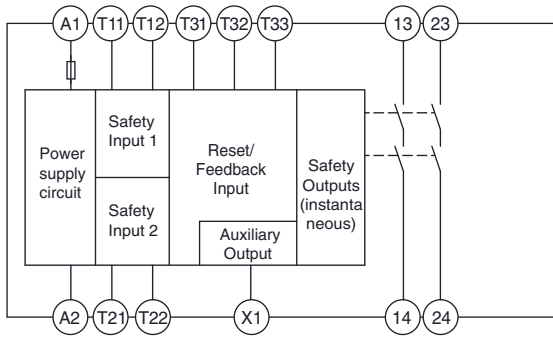 A1 T11 T12 T31 T32 T33 13 23
Power
supply
circuit
Safety
Input 1
Safety
Input 2
Reset/
Feedback
Input
Auxiliary
Output
Safety
Outputs
(instanta
neous)
A2 T21 T22 X1 14 24